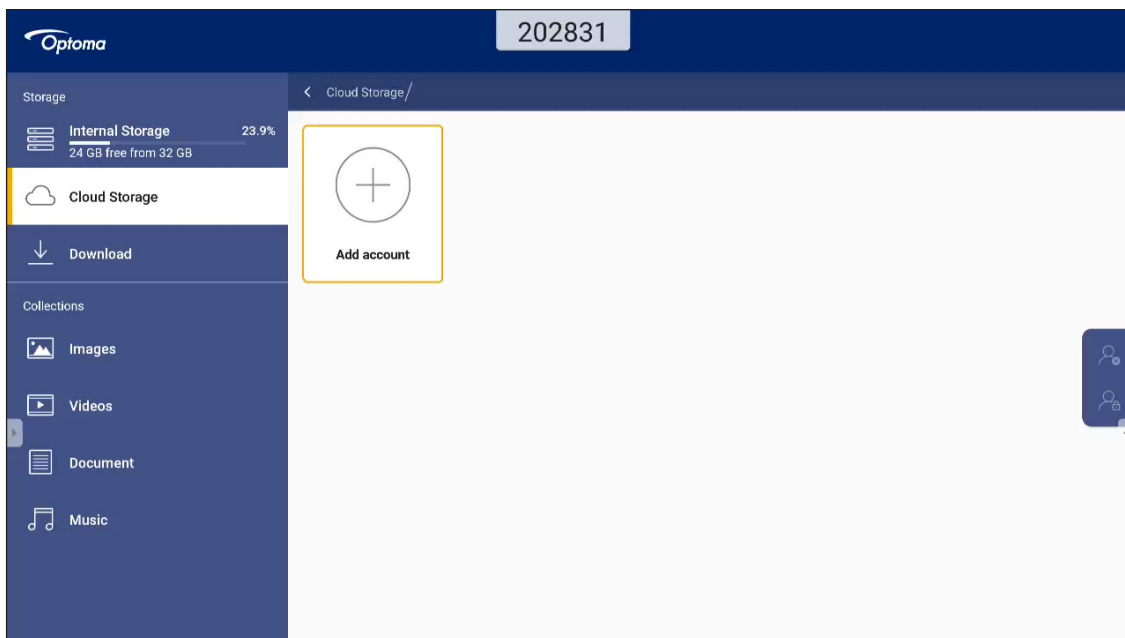 Optoma
202831
Storage
Cloud Storage/
Internal Storage 23.9%
24 GB free from 32 GB
Cloud Storage
Add account
Download
Collections
Images
Videos
Document
Music